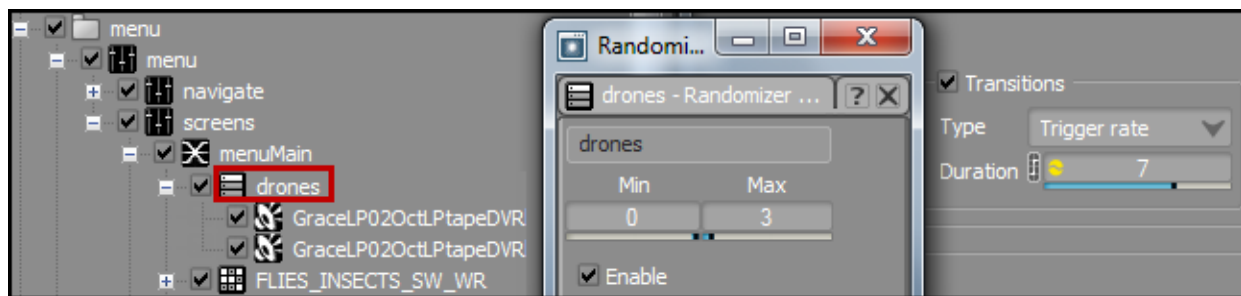 menu
menu
navigate
screens
menuMain
drones
GraceLP02OctLPtapeDVR
GraceLP02OctLPtapeDVR
FLIES_INSECTS_SW_WR
Randomi...
drones - Randomizer ... ?
drones
Min Max
0 3
Enable
Transitions
Type Trigger rate
Duration 7